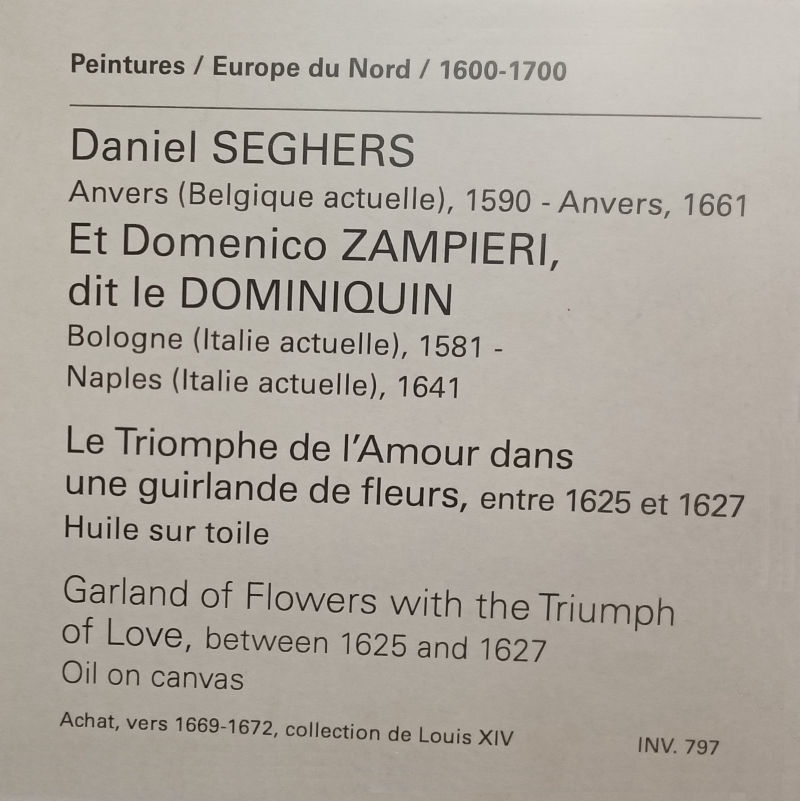 Peintures / Europe du Nord / 1600-1700
Daniel SEGHERS
Anvers (Belgique actuelle), 1590 - Anvers, 1661
Et Domenico ZAMPIERI,
dit le DOMINIQUIN
Bologne (Italie actuelle), 1581 -
Naples (Italie actuelle), 1641
Le Triomphe de l'Amour dans
une guirlande de fleurs, entre 1625 et 1627
Huile sur toile
Garland of Flowers with the Triumph
of Love, between 1625 and 1627
Oil on canvas
Achat, vers 1669-1672, collection de Louis XIV
INV. 797